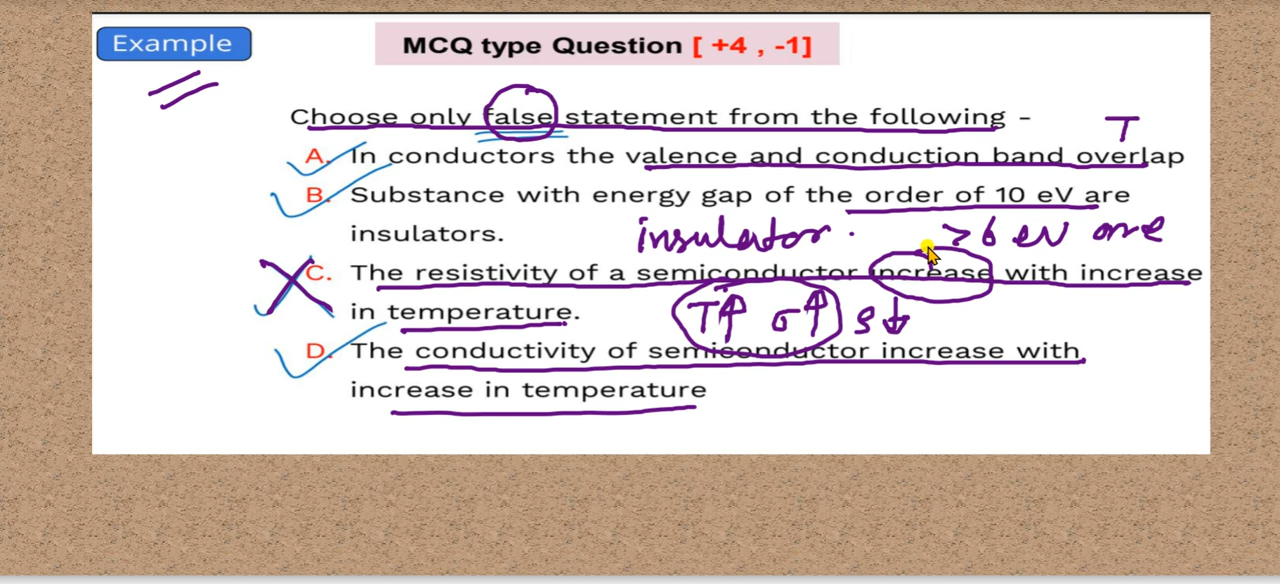 Example
MCQ type Question [ +4 , -1]
Choose only false statement from the following -
T
A. In conductors the valence and conduction band overlap
B. Substance with energy gap of the order of 10 eV are
insulators.
insulator. >6 eV are
C. The resistivity of a semiconductor increase with increase
in temperature.
T↑ σ↑ ρ↓
D. The conductivity of semiconductor increase with
increase in temperature